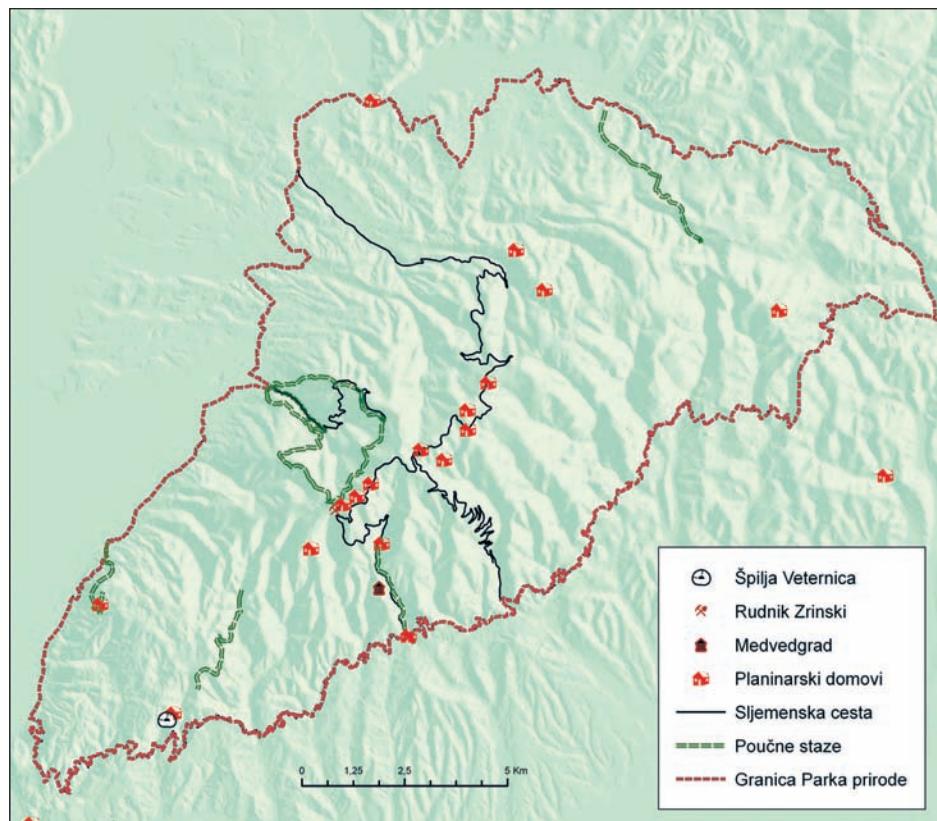 Špilja Veternica
Rudnik Zrinski
Medvedgrad
Planinarski domovi
Sljemenska cesta
Poučne staze
Granica Parka prirode
0 1,25 2,5 5 Km